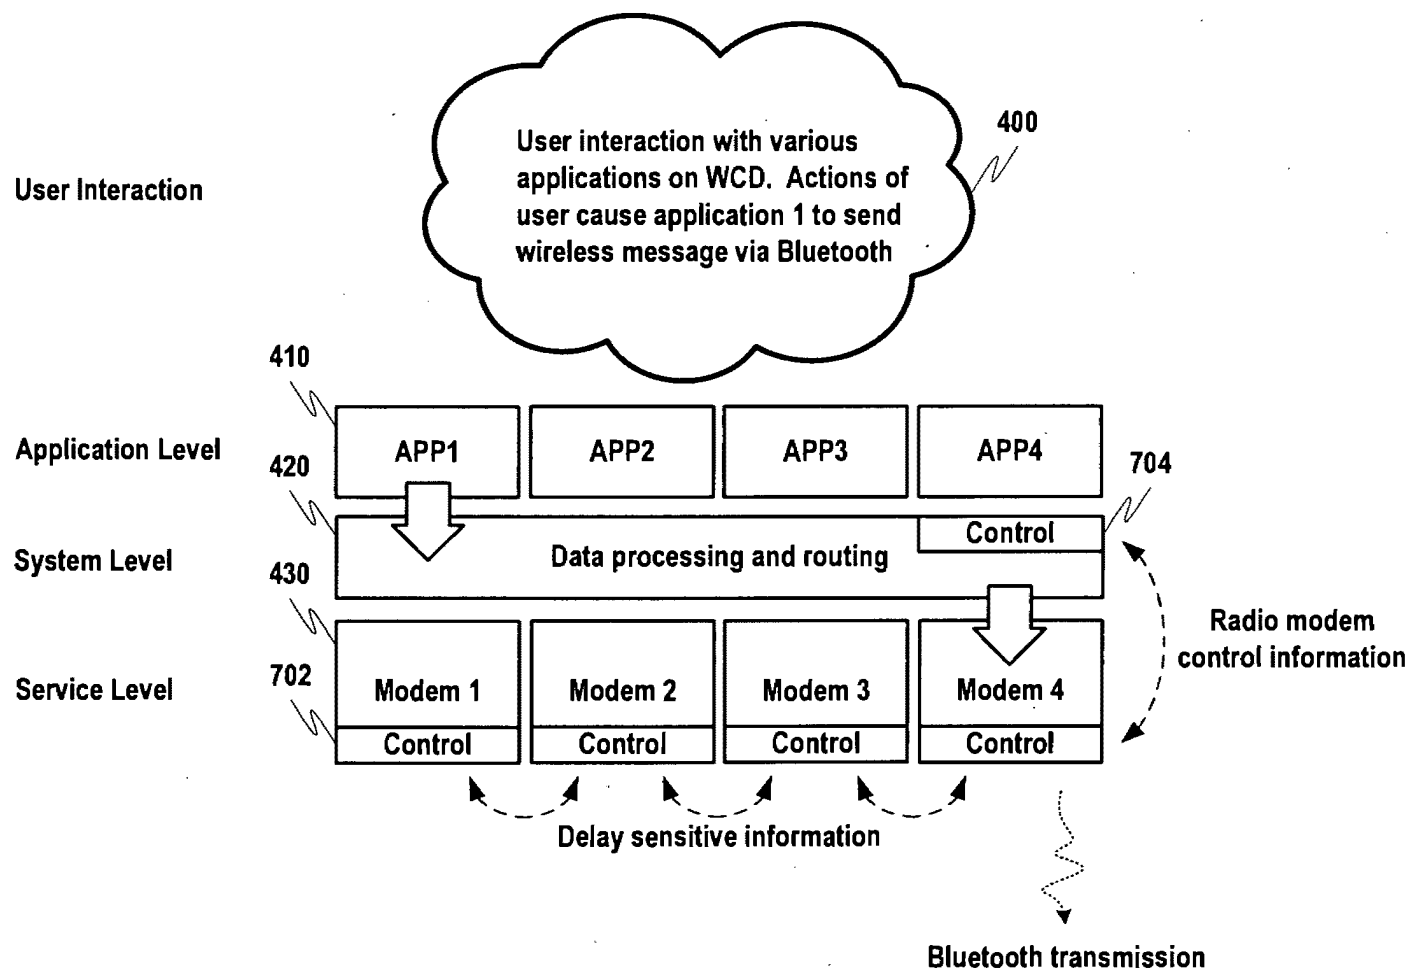 User interaction with various
applications on WCD. Actions of
user cause application 1 to send
wireless message via Bluetooth
400
User Interaction
410
Application Level
APP1
APP2
APP3
APP4
420
704
Control
System Level
Data processing and routing
430
Radio modem
control information
Service Level
702
Modem 1
Modem 2
Modem 3
Modem 4
Control
Control
Control
Control
Delay sensitive information
Bluetooth transmission